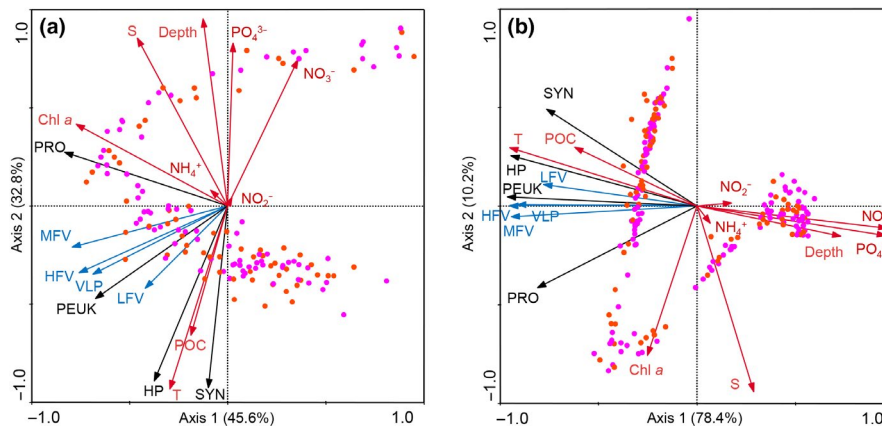 (a)
1.0
Axis 2 (32.8%)
−1.0
S
Depth
PO₄³⁻
NO₃⁻
Chl a
PRO
NH₄⁺
NO₂⁻
MFV
HFV
VLP
PEUK
LFV
POC
HP
T
SYN
−1.0
Axis 1 (45.6%)
1.0
(b)
1.0
Axis 2 (10.2%)
−1.0
SYN
T
POC
HP
LFV
PEUK
HFV
VLP
MFV
NO₂⁻
NH₄⁺
NO
Depth
PO₄
PRO
Chl a
S
−1.0
Axis 1 (78.4%)
1.0